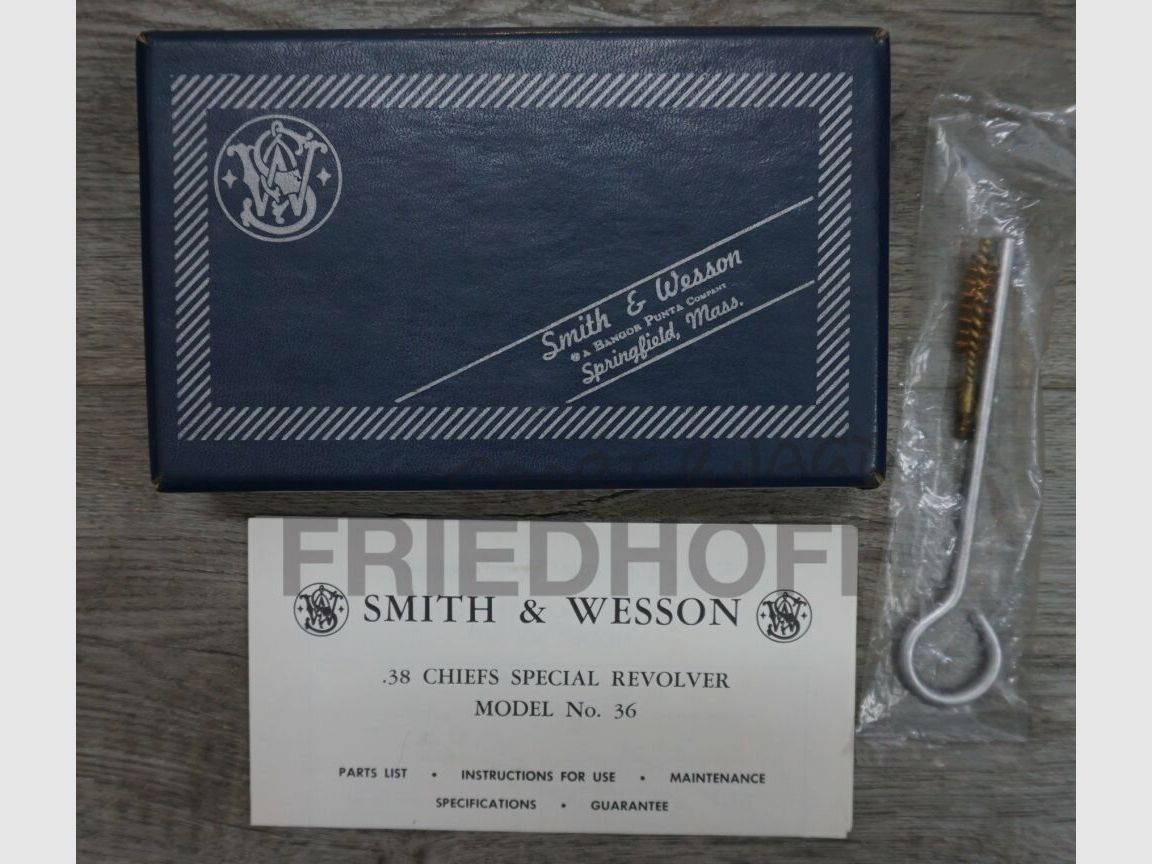 Smith & Wesson
A BANGOR PUNTA COMPANY
Springfield, Mass.
FRIEDHOFF
SMITH & WESSON
.38 CHIEFS SPECIAL REVOLVER
MODEL No. 36
PARTS LIST • INSTRUCTIONS FOR USE • MAINTENANCE
SPECIFICATIONS • GUARANTEE